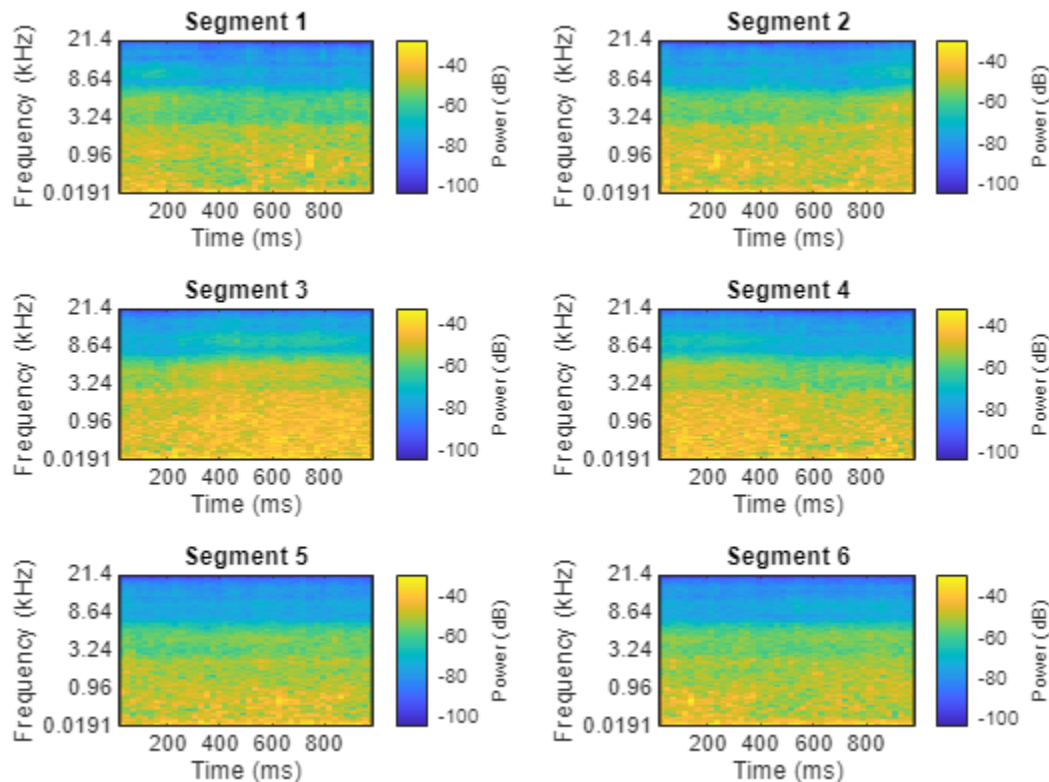 Segment 1
Frequency (kHz)
21.4
8.64
3.24
0.96
0.0191
200 400 600 800
Time (ms)
-40
-60
-80
-100
Power (dB)
Segment 2
Frequency (kHz)
21.4
8.64
3.24
0.96
0.0191
200 400 600 800
Time (ms)
-40
-60
-80
-100
Power (dB)
Segment 3
Frequency (kHz)
21.4
8.64
3.24
0.96
0.0191
200 400 600 800
Time (ms)
-40
-60
-80
-100
Power (dB)
Segment 4
Frequency (kHz)
21.4
8.64
3.24
0.96
0.0191
200 400 600 800
Time (ms)
-40
-60
-80
-100
Power (dB)
Segment 5
Frequency (kHz)
21.4
8.64
3.24
0.96
0.0191
200 400 600 800
Time (ms)
-40
-60
-80
-100
Power (dB)
Segment 6
Frequency (kHz)
21.4
8.64
3.24
0.96
0.0191
200 400 600 800
Time (ms)
-40
-60
-80
-100
Power (dB)